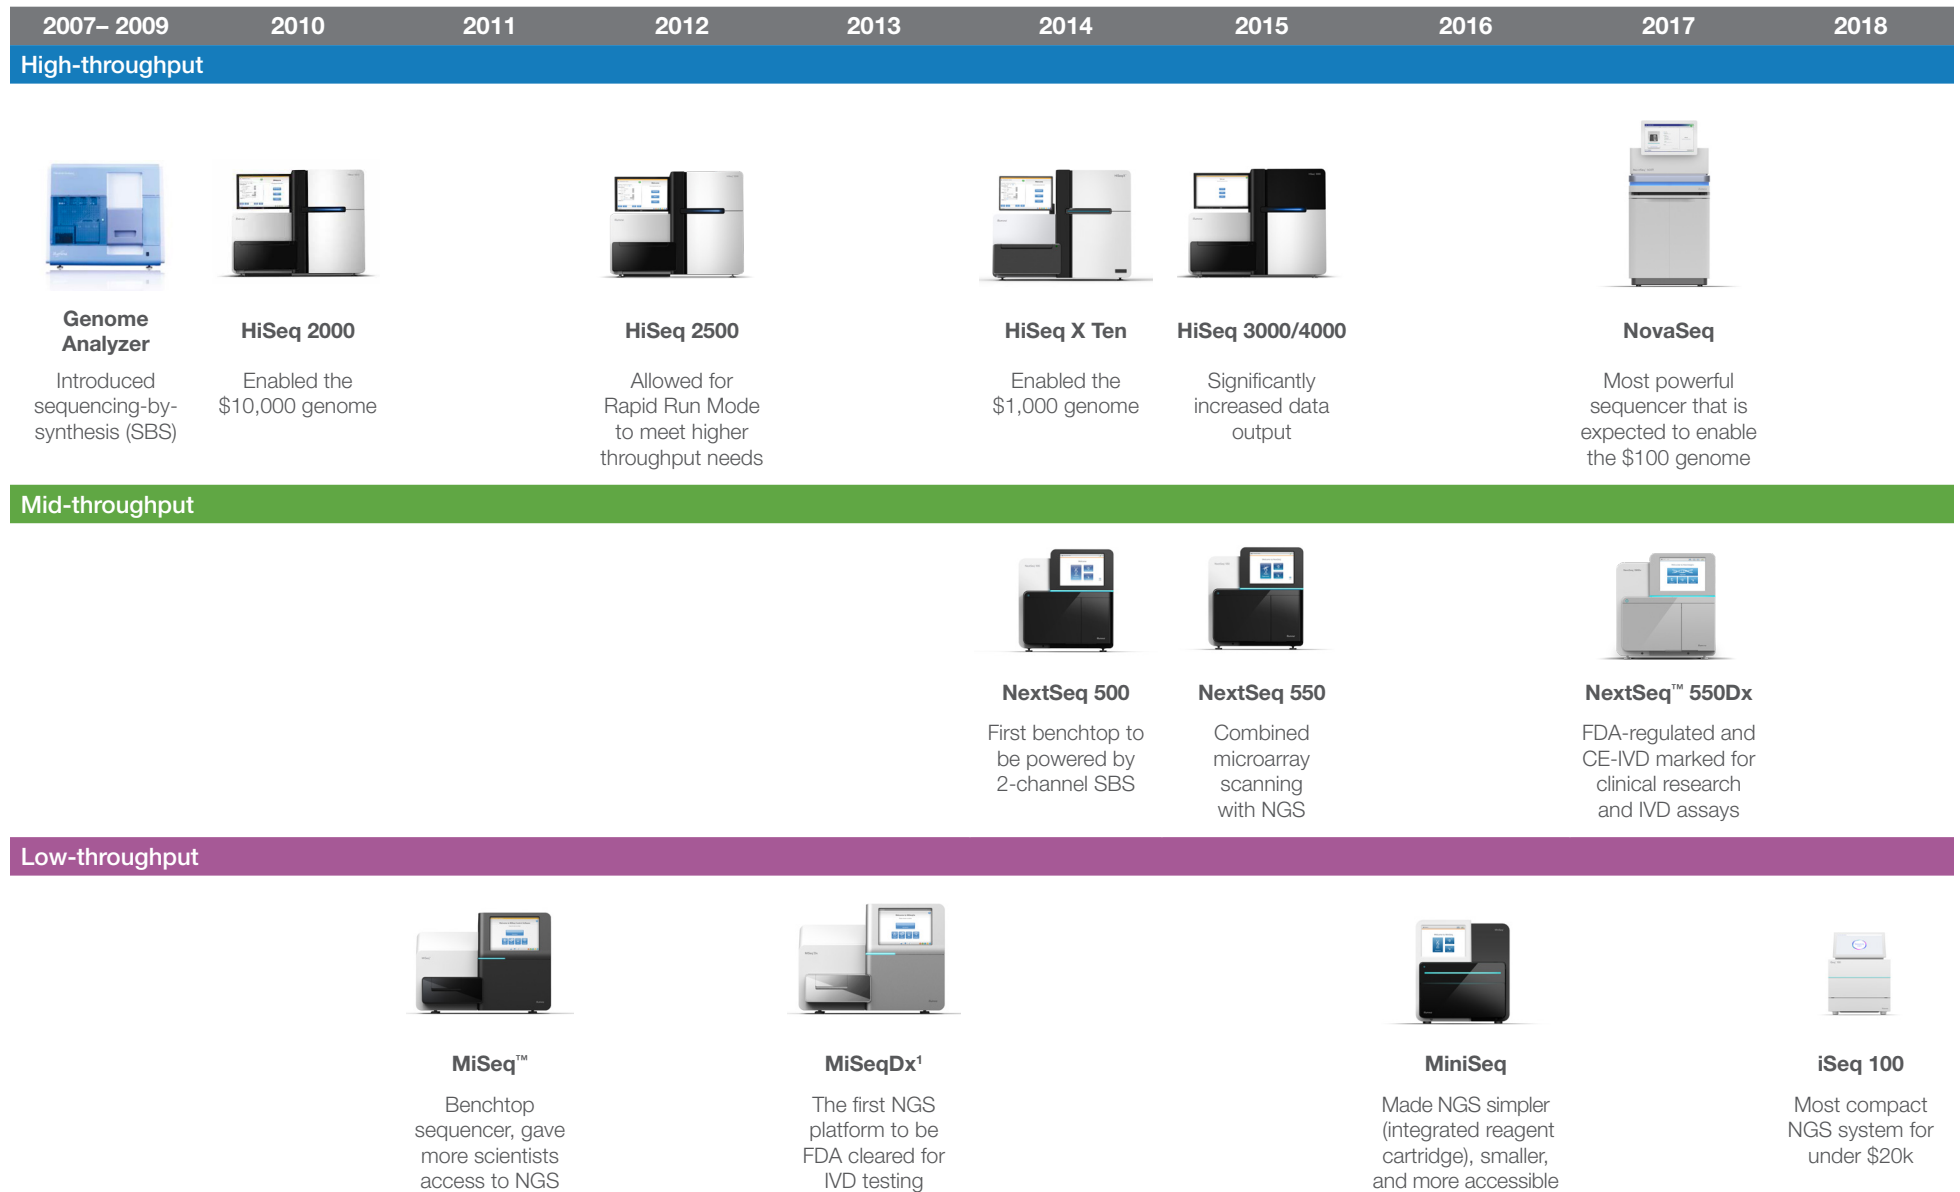 2007– 2009 2010 2011 2012 2013 2014 2015 2016 2017 2018
High-throughput
Genome
Analyzer
Introduced
sequencing-by-
synthesis (SBS)
HiSeq 2000
Enabled the
$10,000 genome
HiSeq 2500
Allowed for
Rapid Run Mode
to meet higher
throughput needs
HiSeq X Ten
Enabled the
$1,000 genome
HiSeq 3000/4000
Significantly
increased data
output
NovaSeq
Most powerful
sequencer that is
expected to enable
the $100 genome
Mid-throughput
NextSeq 500
First benchtop to
be powered by
2-channel SBS
NextSeq 550
Combined
microarray
scanning
with NGS
NextSeq™ 550Dx
FDA-regulated and
CE-IVD marked for
clinical research
and IVD assays
Low-throughput
MiSeq™
Benchtop
sequencer, gave
more scientists
access to NGS
MiSeqDx¹
The first NGS
platform to be
FDA cleared for
IVD testing
MiniSeq
Made NGS simpler
(integrated reagent
cartridge), smaller,
and more accessible
iSeq 100
Most compact
NGS system for
under $20k